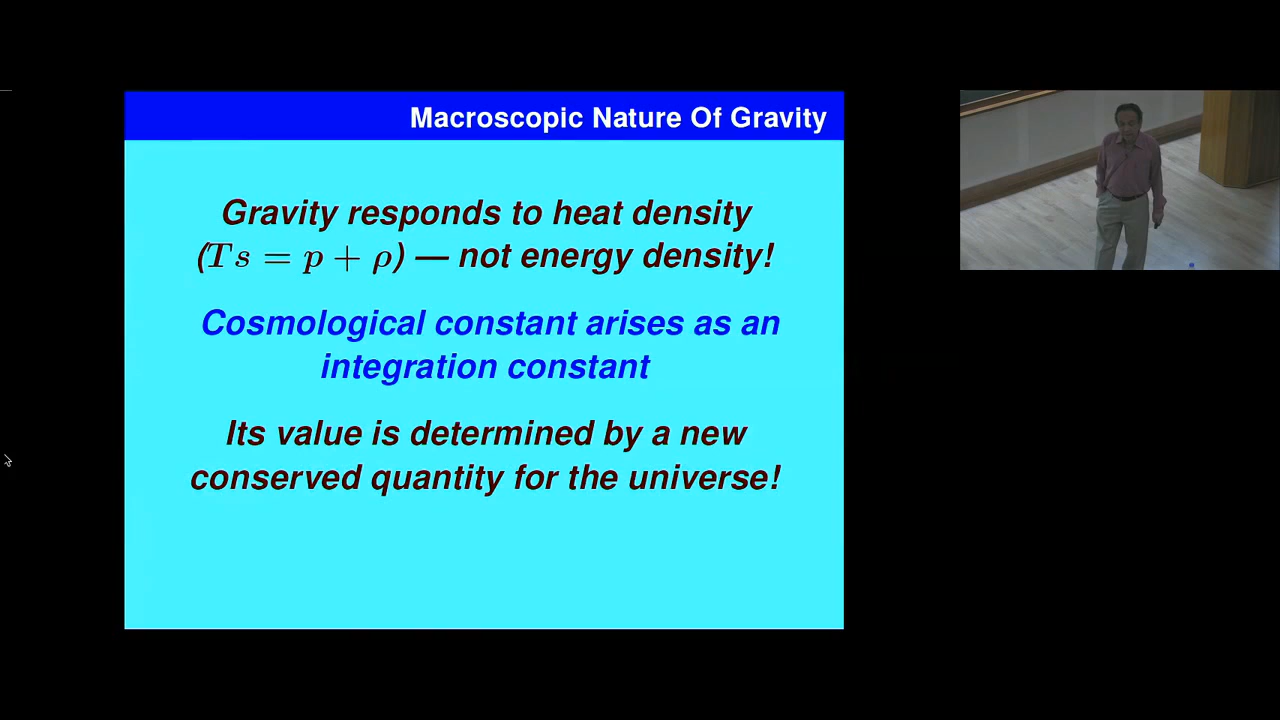 Macroscopic Nature Of Gravity
Gravity responds to heat density
(Ts = p + ρ) — not energy density!
Cosmological constant arises as an
integration constant
Its value is determined by a new
conserved quantity for the universe!